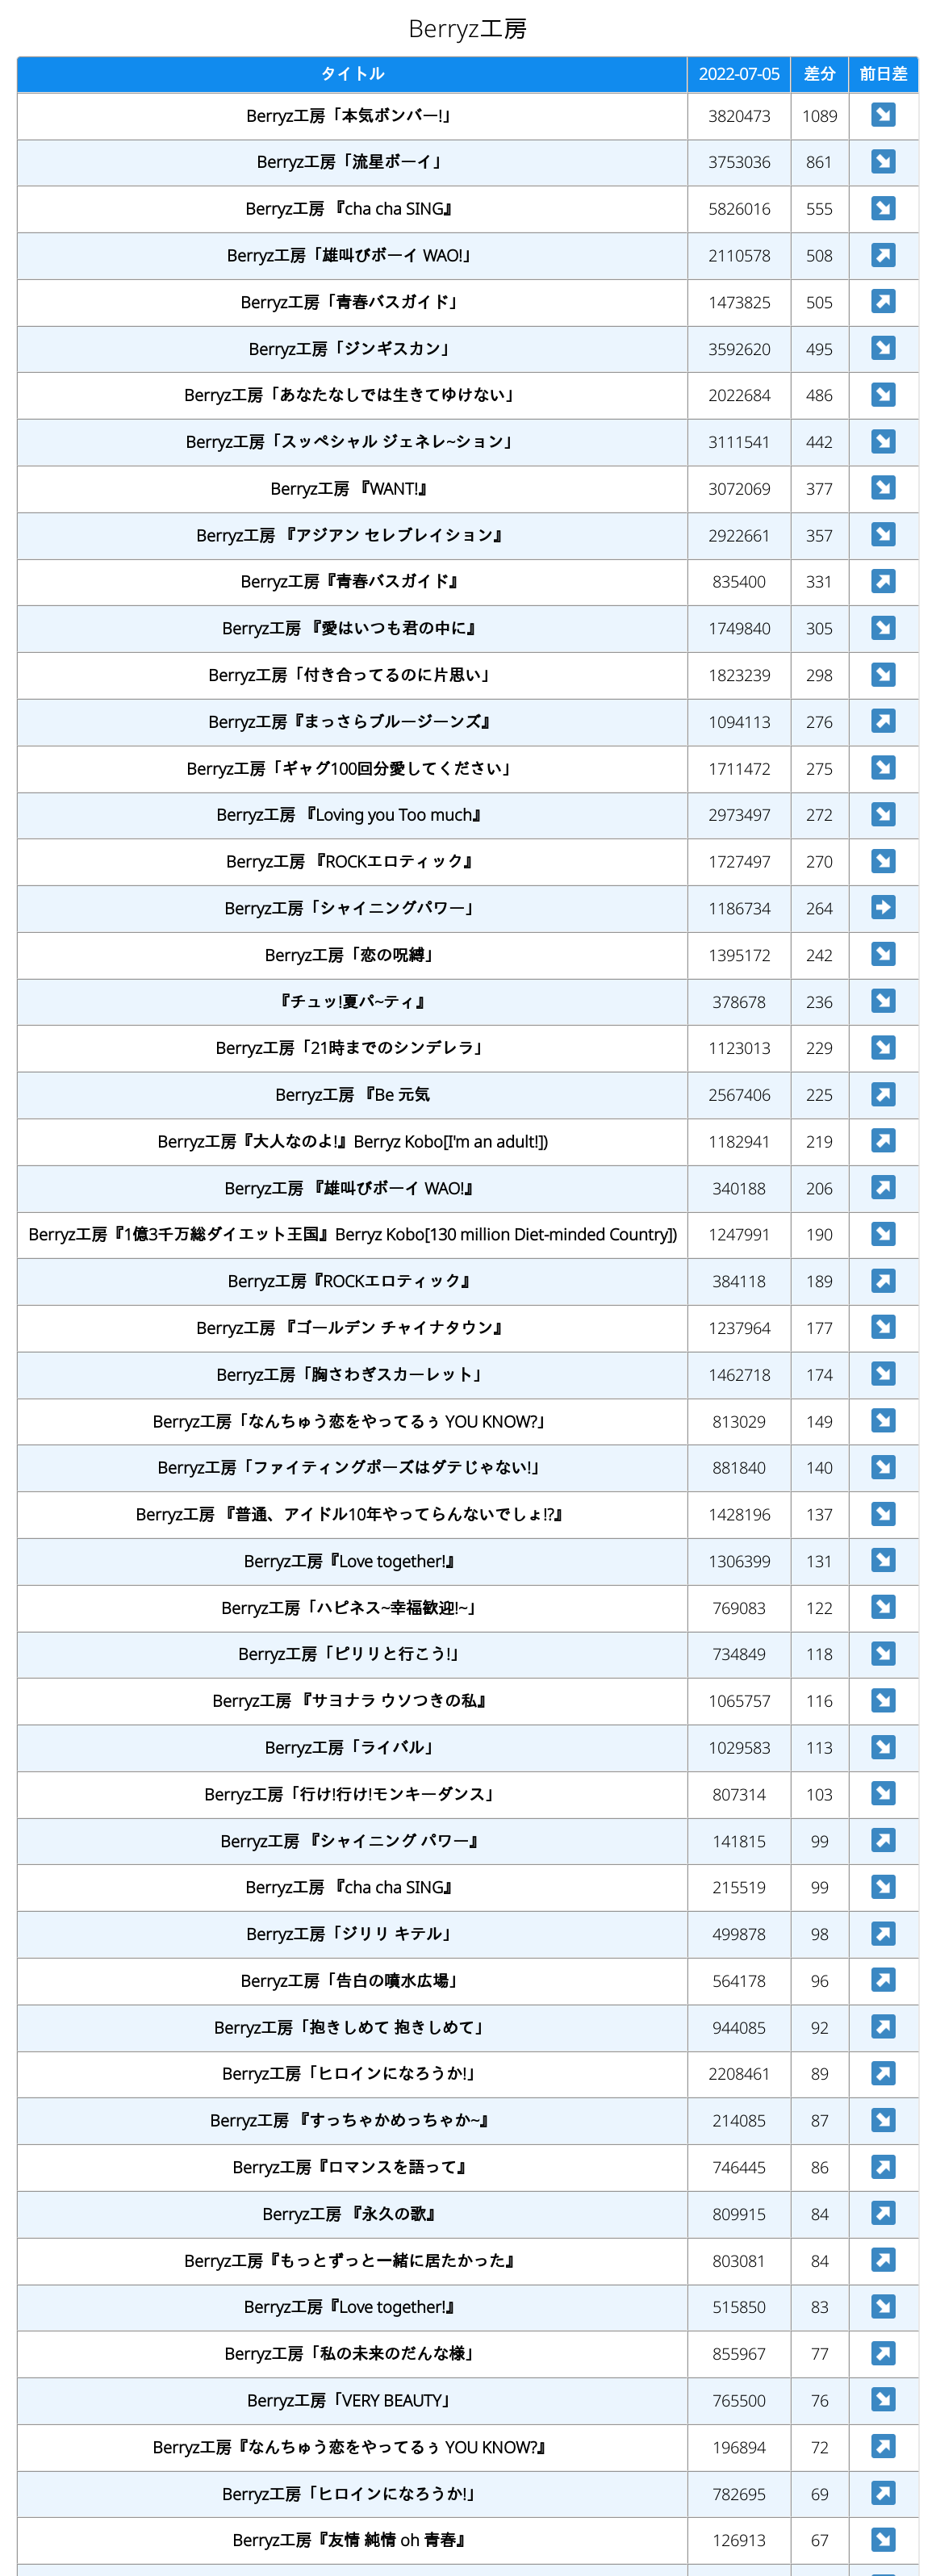 Berryz工房
タイトル 2022-07-05 差分 前日差
Berryz工房「本気ボンバー!」 3820473 1089 ↘
Berryz工房「流星ボーイ」 3753036 861 ↘
Berryz工房 『cha cha SING』 5826016 555 ↘
Berryz工房「雄叫びボーイ WAO!」 2110578 508 ↗
Berryz工房「青春バスガイド」 1473825 505 ↗
Berryz工房「ジンギスカン」 3592620 495 ↘
Berryz工房「あなたなしでは生きてゆけない」 2022684 486 ↘
Berryz工房「スッペシャル ジェネレ~ション」 3111541 442 ↘
Berryz工房 『WANT!』 3072069 377 ↘
Berryz工房 『アジアン セレブレイション』 2922661 357 ↘
Berryz工房『青春バスガイド』 835400 331 ↗
Berryz工房 『愛はいつも君の中に』 1749840 305 ↘
Berryz工房「付き合ってるのに片思い」 1823239 298 ↘
Berryz工房『まっさらブルージーンズ』 1094113 276 ↗
Berryz工房「ギャグ100回分愛してください」 1711472 275 ↘
Berryz工房 『Loving you Too much』 2973497 272 ↘
Berryz工房 『ROCKエロティック』 1727497 270 ↘
Berryz工房「シャイニングパワー」 1186734 264 ➡
Berryz工房「恋の呪縛」 1395172 242 ↘
『チュッ!夏パ~ティ』 378678 236 ↘
Berryz工房「21時までのシンデレラ」 1123013 229 ↘
Berryz工房 『Be 元気 2567406 225 ↗
Berryz工房『大人なのよ!』Berryz Kobo[I'm an adult!]) 1182941 219 ↗
Berryz工房 『雄叫びボーイ WAO!』 340188 206 ↗
Berryz工房『1億3千万総ダイエット王国』Berryz Kobo[130 million Diet-minded Country]) 1247991 190 ↘
Berryz工房『ROCKエロティック』 384118 189 ↗
Berryz工房 『ゴールデン チャイナタウン』 1237964 177 ↘
Berryz工房「胸さわぎスカーレット」 1462718 174 ↘
Berryz工房「なんちゅう恋をやってるぅ YOU KNOW?」 813029 149 ↘
Berryz工房「ファイティングポーズはダテじゃない!」 881840 140 ↘
Berryz工房 『普通、アイドル10年やってらんないでしょ!?』 1428196 137 ↘
Berryz工房『Love together!』 1306399 131 ↘
Berryz工房「ハピネス~幸福歓迎!~」 769083 122 ↘
Berryz工房「ピリリと行こう!」 734849 118 ↘
Berryz工房 『サヨナラ ウソつきの私』 1065757 116 ↘
Berryz工房「ライバル」 1029583 113 ↘
Berryz工房「行け!行け!モンキーダンス」 807314 103 ↘
Berryz工房 『シャイニング パワー』 141815 99 ↗
Berryz工房 『cha cha SING』 215519 99 ↘
Berryz工房「ジリリ キテル」 499878 98 ↗
Berryz工房「告白の噴水広場」 564178 96 ↗
Berryz工房「抱きしめて 抱きしめて」 944085 92 ↗
Berryz工房「ヒロインになろうか!」 2208461 89 ↗
Berryz工房 『すっちゃかめっちゃか~』 214085 87 ↘
Berryz工房『ロマンスを語って』 746445 86 ↗
Berryz工房 『永久の歌』 809915 84 ↗
Berryz工房『もっとずっと一緒に居たかった』 803081 84 ↗
Berryz工房『Love together!』 515850 83 ↘
Berryz工房「私の未来のだんな様」 855967 77 ↗
Berryz工房「VERY BEAUTY」 765500 76 ↘
Berryz工房『なんちゅう恋をやってるぅ YOU KNOW?』 196894 72 ↗
Berryz工房「ヒロインになろうか!」 782695 69 ↗
Berryz工房『友情 純情 oh 青春』 126913 67 ↘